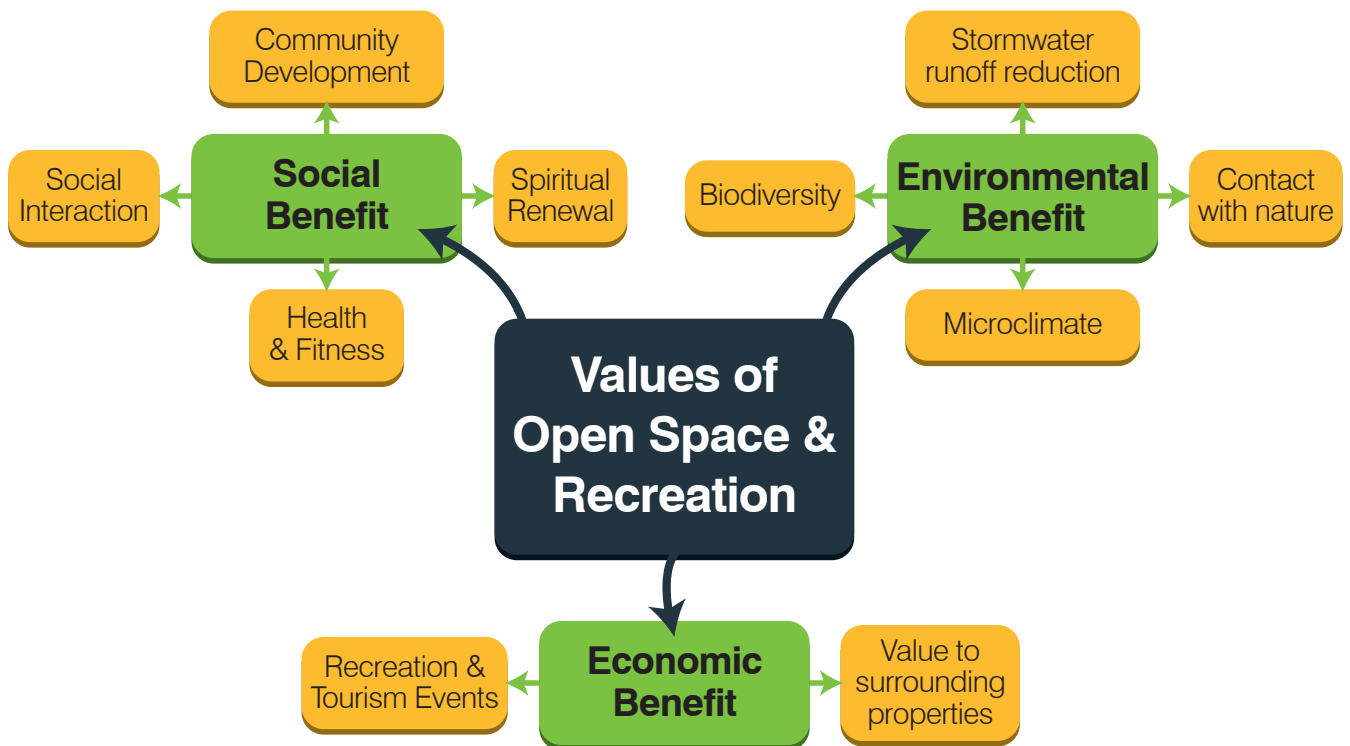 Community
Development
Social
Interaction
Social
Benefit
Spiritual
Renewal
Health
& Fitness
Stormwater
runoff reduction
Biodiversity
Environmental
Benefit
Contact
with nature
Microclimate
Values of
Open Space &
Recreation
Recreation &
Tourism Events
Economic
Benefit
Value to
surrounding
properties